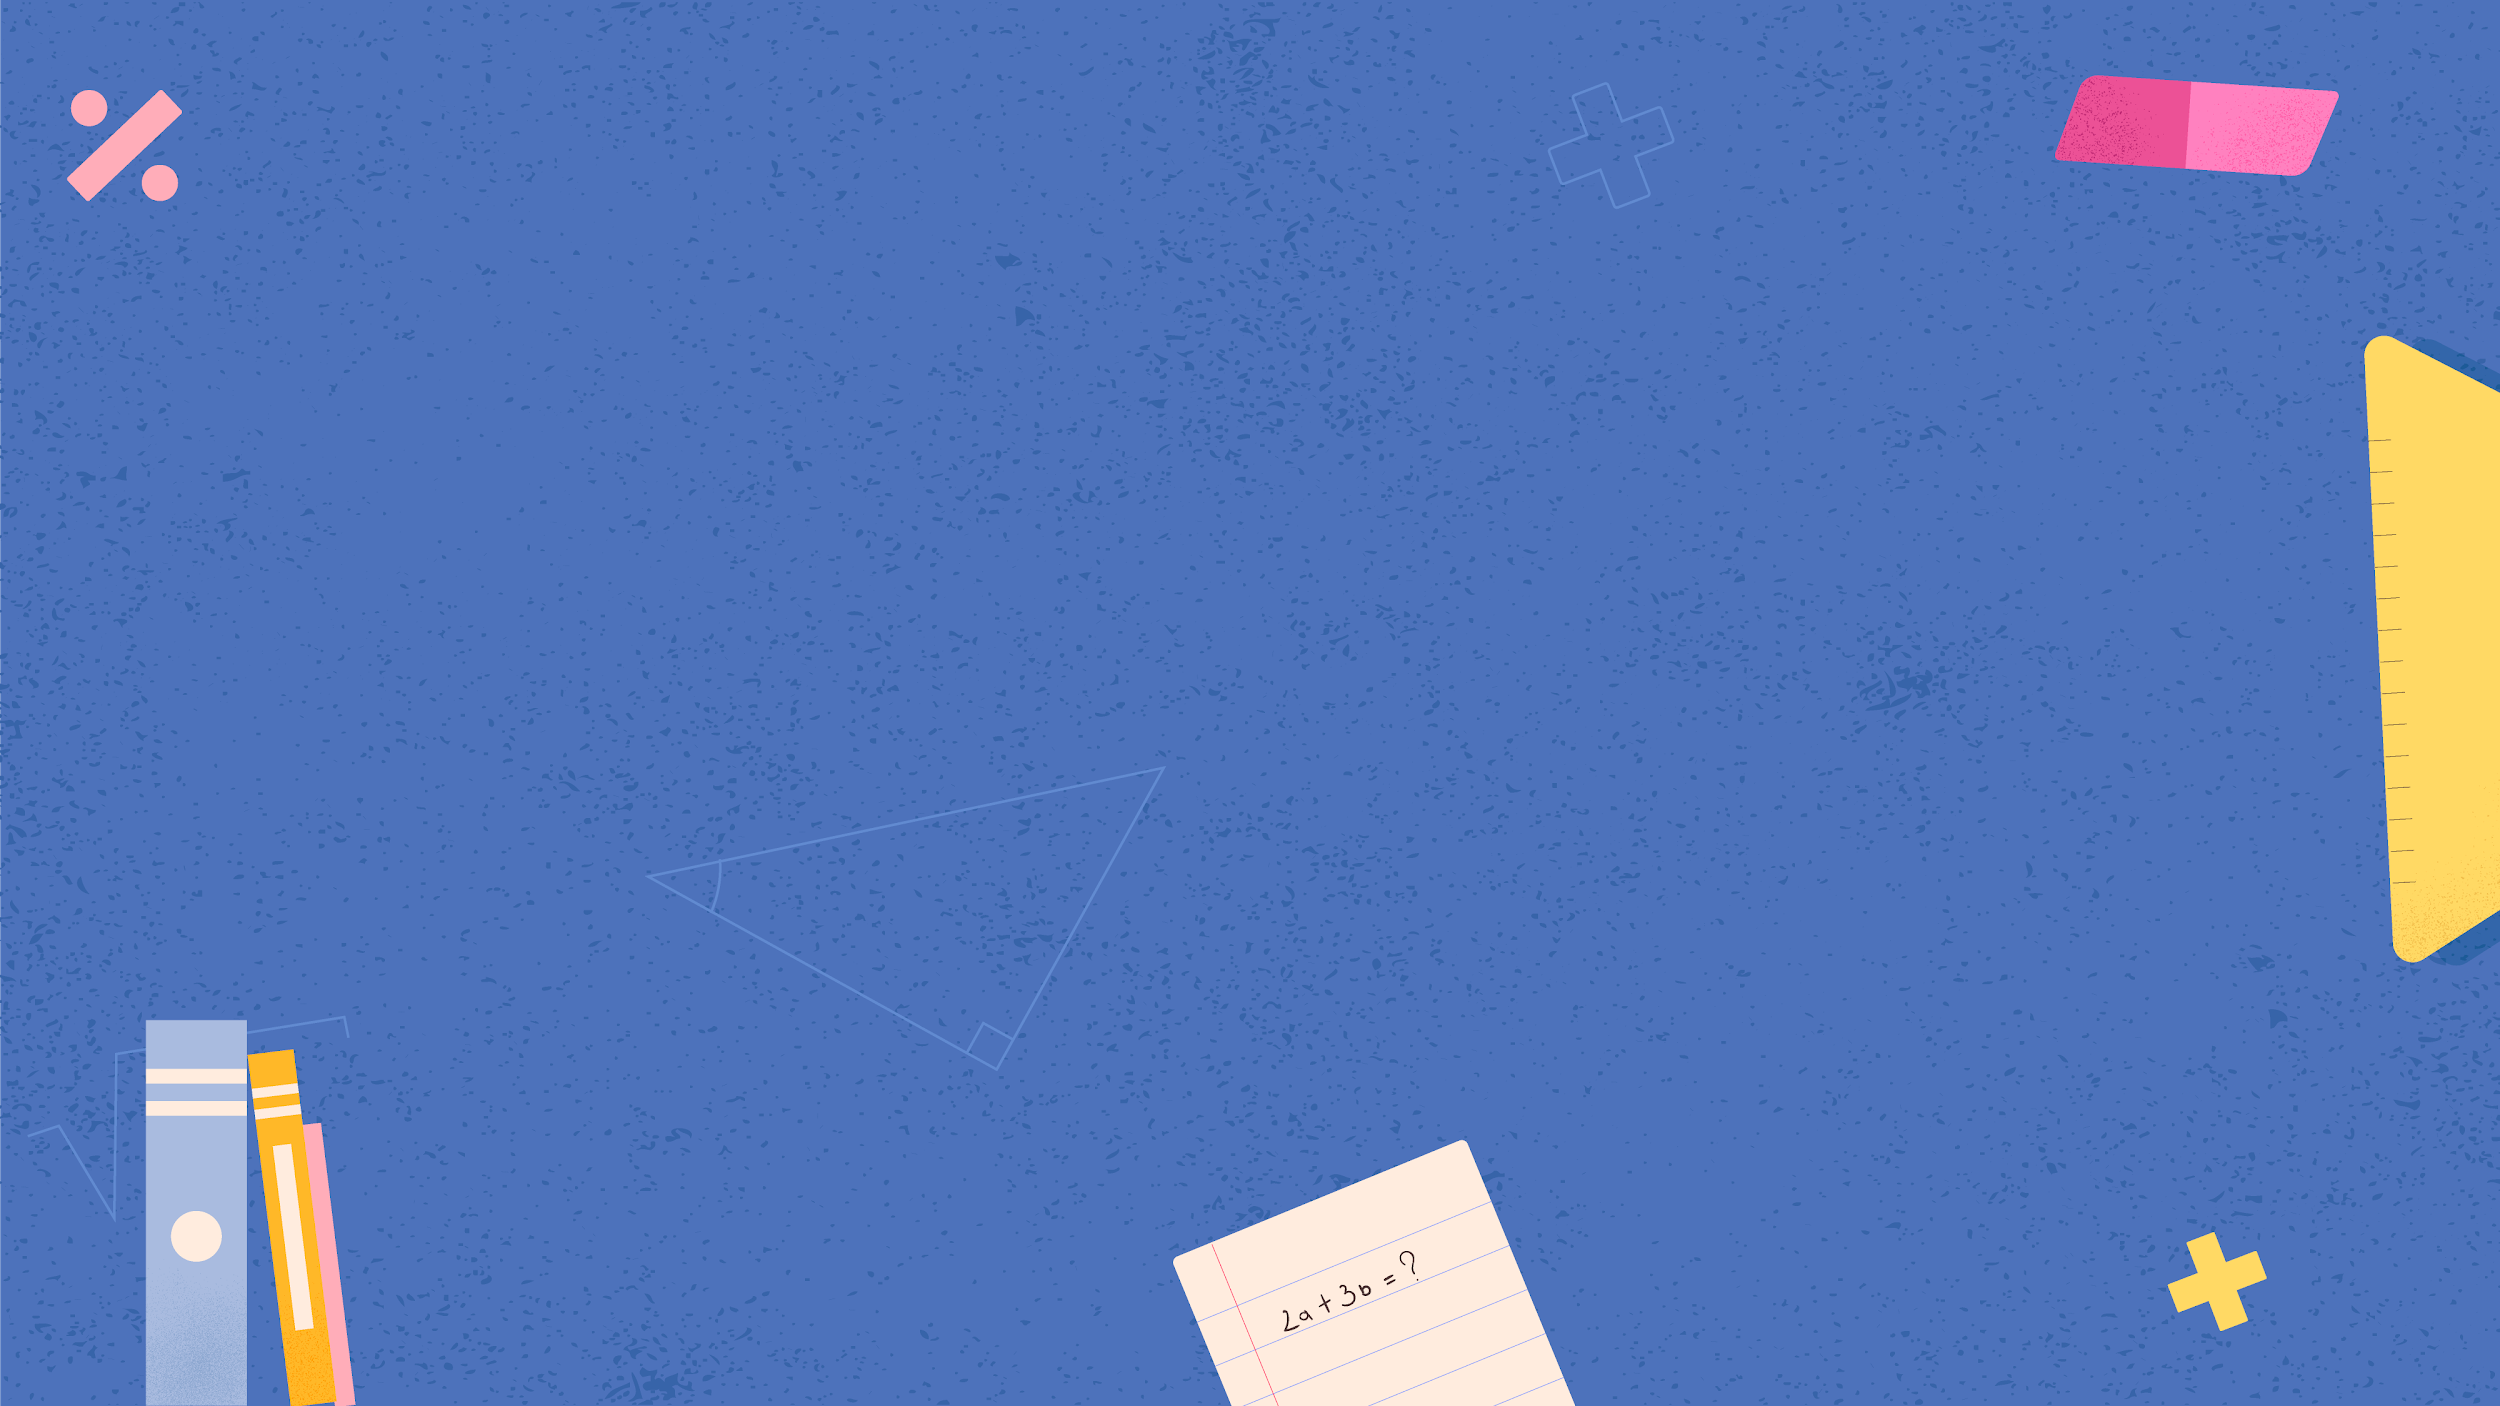 2a + 3b = ?